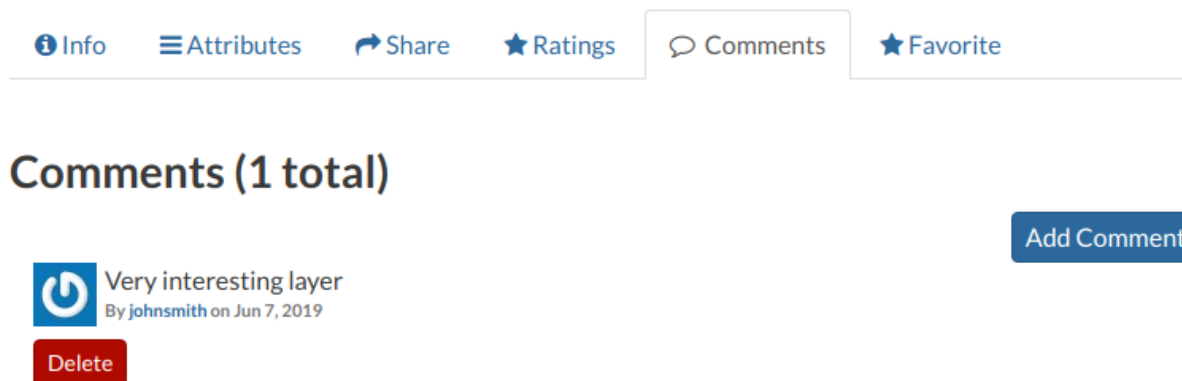 Info Attributes Share Ratings Comments Favorite
Comments (1 total)
Add Comment
Very interesting layer
By johnsmith on Jun 7, 2019
Delete